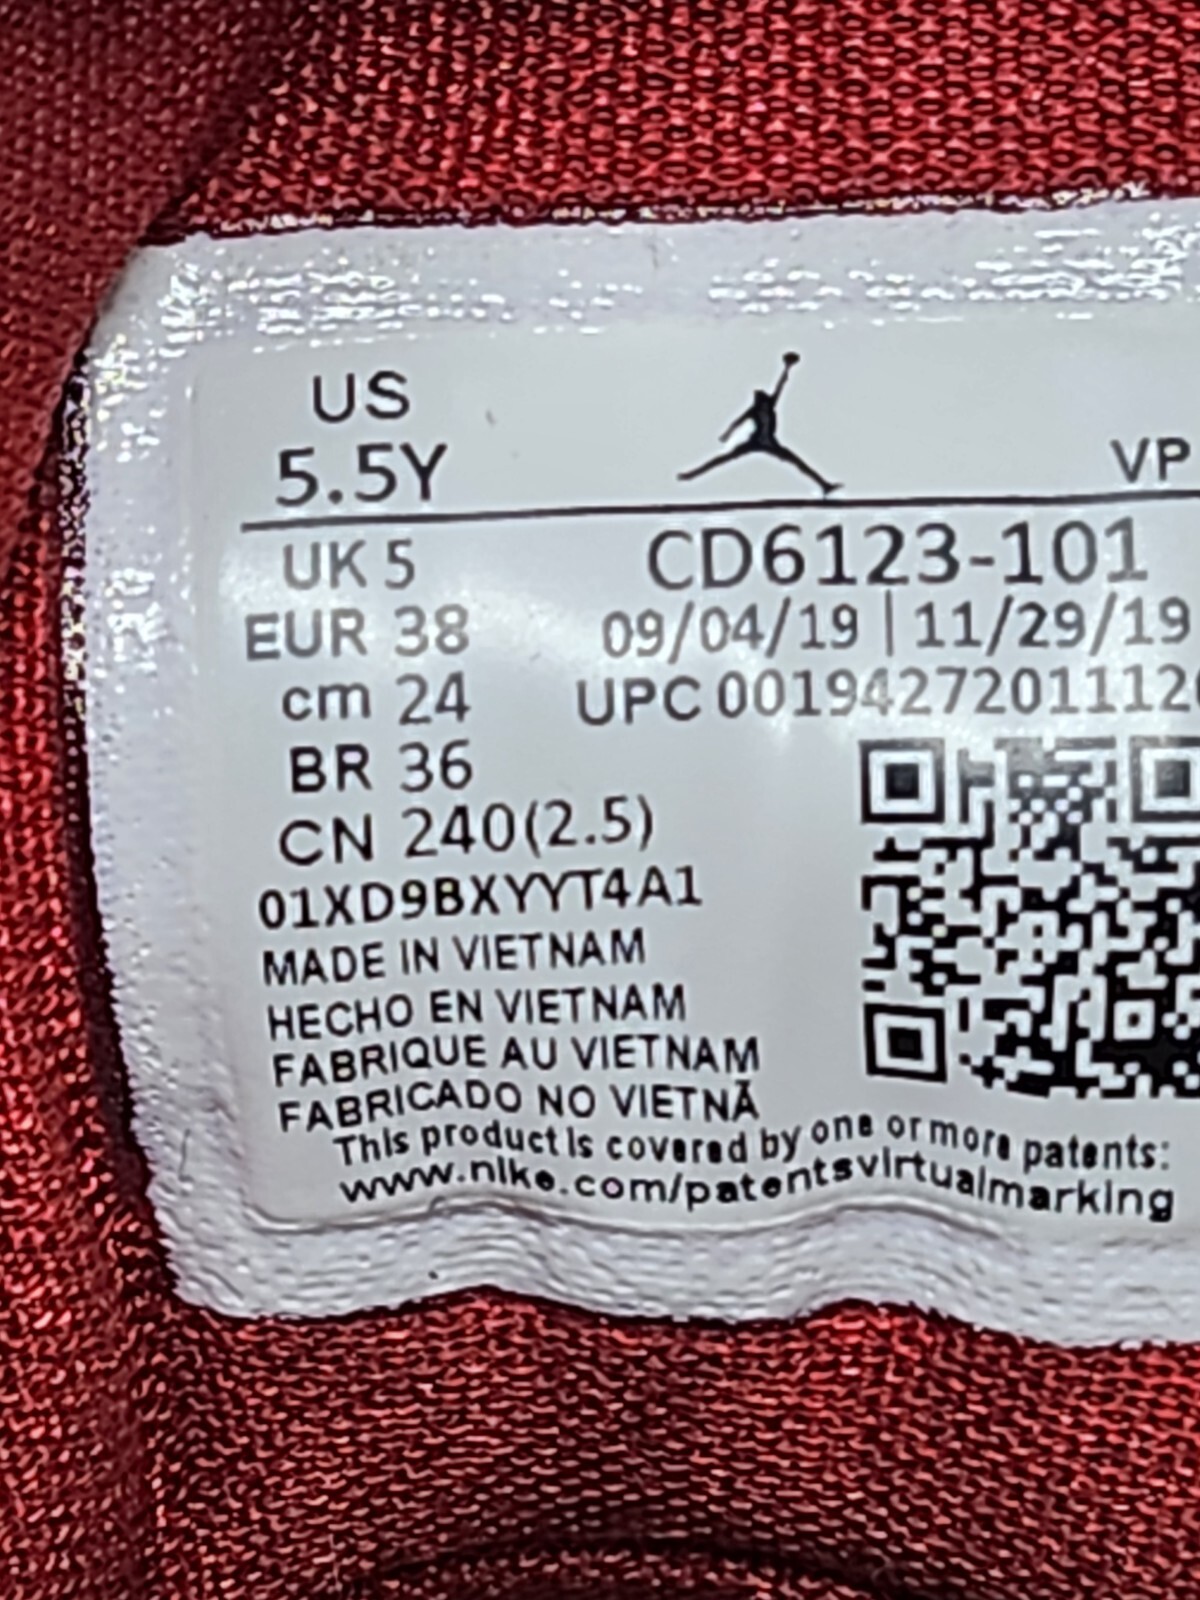 US
5.5Y
VP
UK 5
CD6123-101
EUR 38
09/04/19 | 11/29/19
cm 24
UPC 0019427201112
BR 36
CN 240(2.5)
01XD9BXYYT4A1
MADE IN VIETNAM
HECHO EN VIETNAM
FABRIQUE AU VIETNAM
FABRICADO NO VIETNÃ
This product is covered by one or more patents:
www.nike.com/patentsvirtualmarking